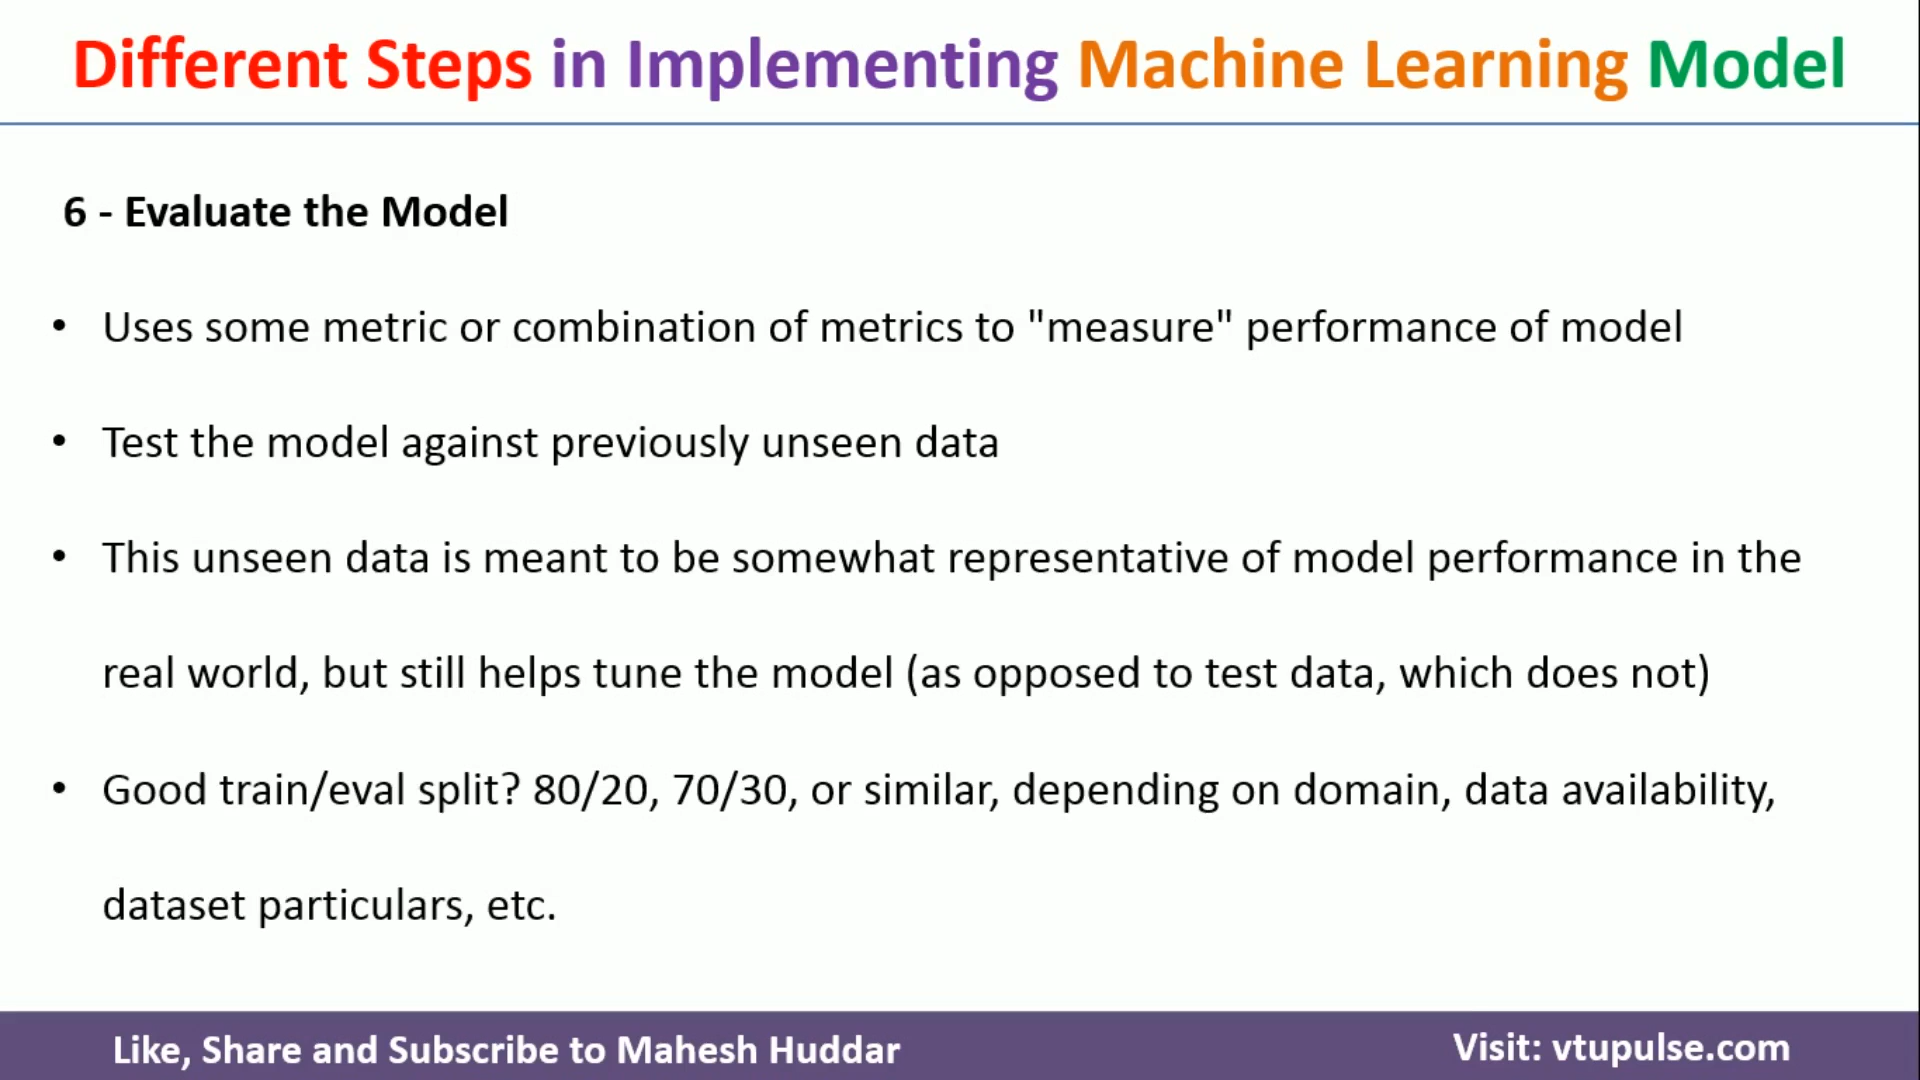 Different Steps in Implementing Machine Learning Model
6 - Evaluate the Model
• Uses some metric or combination of metrics to "measure" performance of model
• Test the model against previously unseen data
• This unseen data is meant to be somewhat representative of model performance in the
real world, but still helps tune the model (as opposed to test data, which does not)
• Good train/eval split? 80/20, 70/30, or similar, depending on domain, data availability,
dataset particulars, etc.
Like, Share and Subscribe to Mahesh Huddar
Visit: vtupulse.com